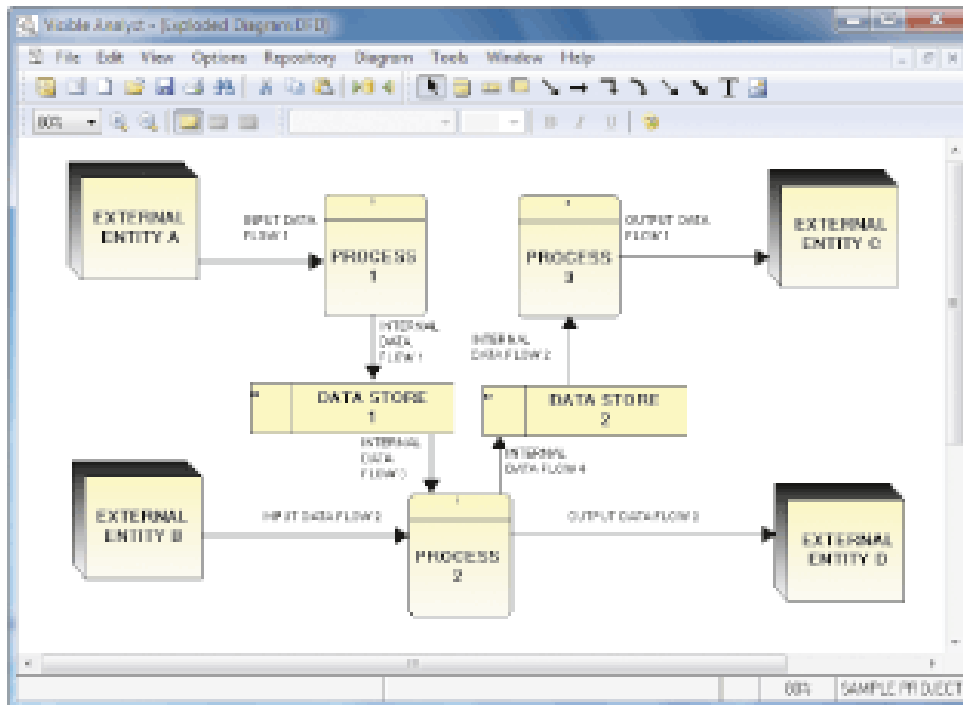 Visible Analyst - [Exploded Diagram.DFD]
File Edit View Options Repository Diagram Tools Window Help
T
B I U
EXTERNAL
ENTITY A
INPUT DATA
FLOW 1
PROCESS
1
PROCESS
3
OUTPUT DATA
FLOW 1
EXTERNAL
ENTITY C
INTERNAL
DATA
FLOW 1
INTERNAL
DATA FLOW 2
DATA STORE
1
DATA STORE
2
INTERNAL
DATA
FLOW 3
INTERNAL
DATA FLOW 4
EXTERNAL
ENTITY B
INPUT DATA FLOW 2
PROCESS
2
OUTPUT DATA FLOW 2
EXTERNAL
ENTITY D
SAMPLE PROJECT